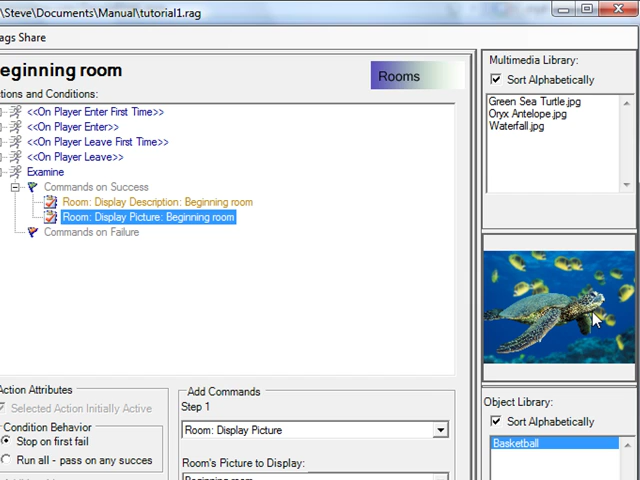 \Steve\Documents\Manual\tutorial1.rag
ags Share
eginning room
Rooms
ctions and Conditions:
<<On Player Enter First Time>>
<<On Player Enter>>
<<On Player Leave First Time>>
<<On Player Leave>>
Examine
Commands on Success
Room: Display Description: Beginning room
Room: Display Picture: Beginning room
Commands on Failure
Action Attributes
Selected Action Initially Active
Condition Behavior
Stop on first fail
Run all - pass on any succes
Add Commands
Step 1
Room: Display Picture
Room's Picture to Display:
Beginning room
Multimedia Library:
Sort Alphabetically
Green Sea Turtle.jpg
Oryx Antelope.jpg
Waterfall.jpg
Object Library:
Sort Alphabetically
Basketball